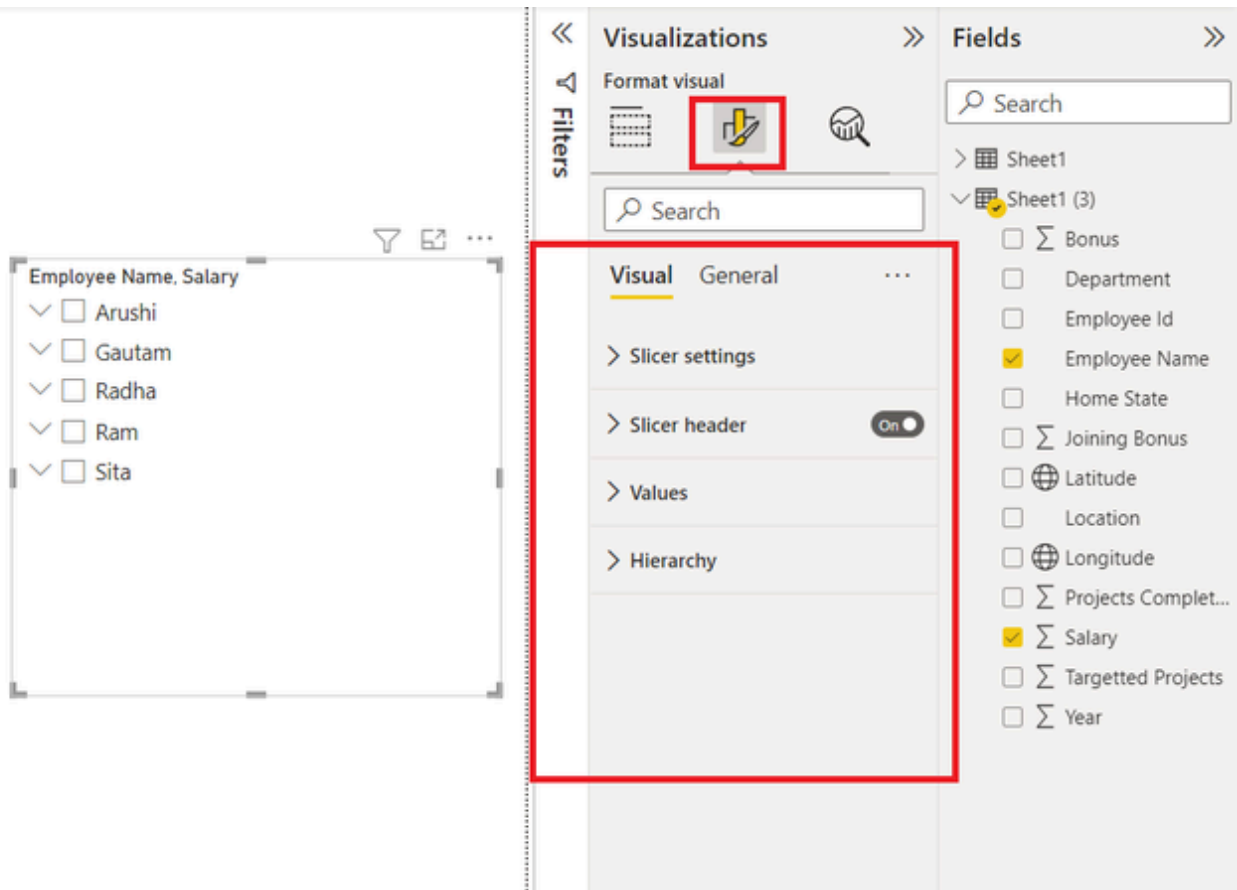 Employee Name, Salary
Arushi
Gautam
Radha
Ram
Sita
Filters
Visualizations
Format visual
Search
Visual General ...
Slicer settings
Slicer header On
Values
Hierarchy
Fields
Search
Sheet1
Sheet1 (3)
Bonus
Department
Employee Id
Employee Name
Home State
Joining Bonus
Latitude
Location
Longitude
Projects Complet...
Salary
Targetted Projects
Year